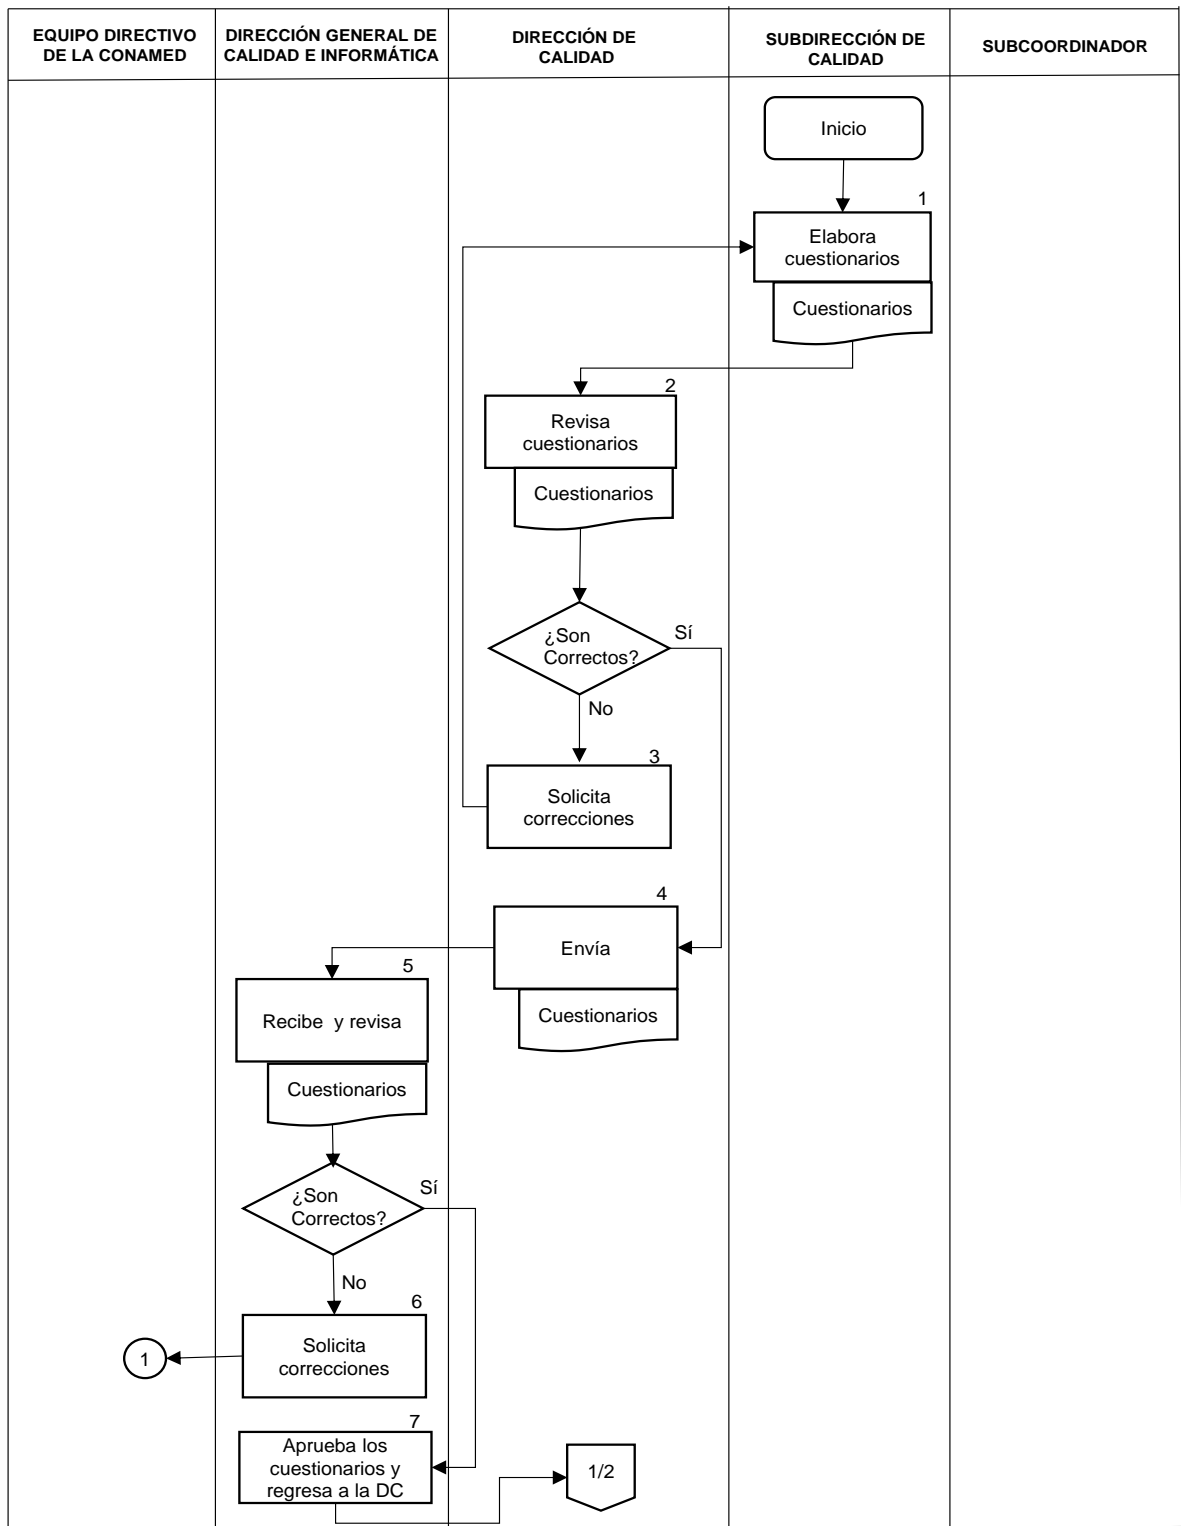 EQUIPO DIRECTIVO
DE LA CONAMED
DIRECCIÓN GENERAL DE
CALIDAD E INFORMÁTICA
DIRECCIÓN DE
CALIDAD
SUBDIRECCIÓN DE
CALIDAD
SUBCOORDINADOR
Inicio
1
Elabora
cuestionarios
Cuestionarios
2
Revisa
cuestionarios
Cuestionarios
¿Son
Correctos?
Sí
No
3
Solicita
correcciones
4
Envía
Cuestionarios
5
Recibe  y revisa
Cuestionarios
¿Son
Correctos?
Sí
No
6
Solicita
correcciones
1
7
Aprueba los
cuestionarios y
regresa a la DC
1/2